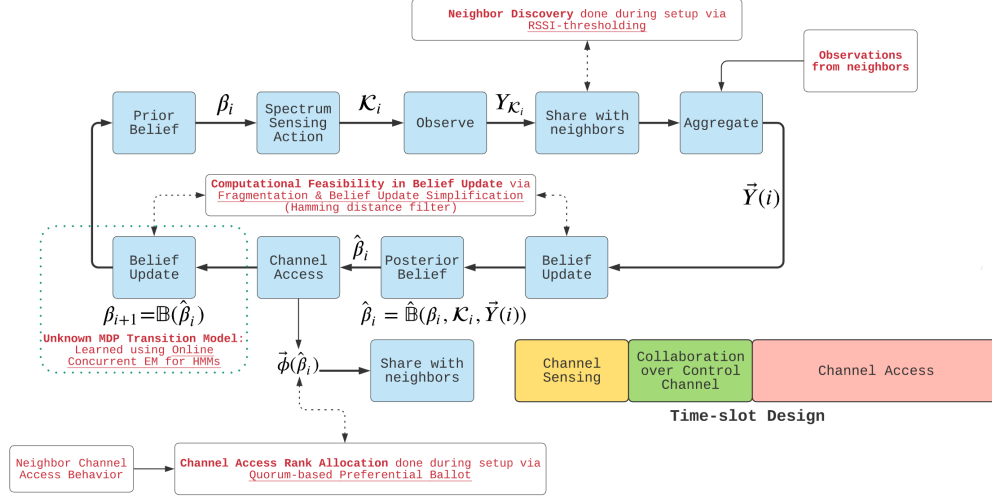 Neighbor Discovery done during setup via
RSSI-thresholding
Observations
from neighbors
Prior
Belief
βᵢ
Spectrum
Sensing
Action
𝒦ᵢ
Observe
Y_𝒦ᵢ
Share with
neighbors
Aggregate
Y⃗(i)
Computational Feasibility in Belief Update via
Fragmentation & Belief Update Simplification
(Hamming distance filter)
Belief
Update
Channel
Access
β̂ᵢ
Posterior
Belief
Belief
Update
βᵢ₊₁=𝔹(β̂ᵢ)
β̂ᵢ = 𝔹̂(βᵢ, 𝒦ᵢ, Y⃗(i))
Unknown MDP Transition Model:
Learned using Online
Concurrent EM for HMMs
ϕ⃗(β̂ᵢ)
Share with
neighbors
Channel
Sensing
Collaboration
over Control
Channel
Channel Access
Time-slot Design
Neighbor Channel
Access Behavior
Channel Access Rank Allocation done during setup via
Quorum-based Preferential Ballot